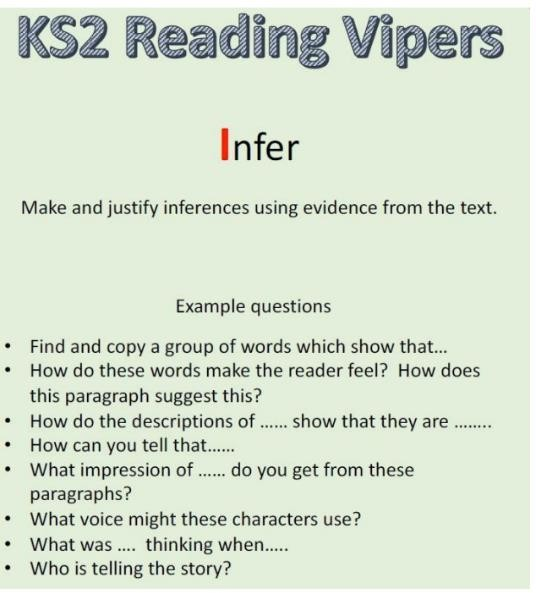 KS2 Reading Vipers
Infer
Make and justify inferences using evidence from the text.
Example questions
• Find and copy a group of words which show that...
• How do these words make the reader feel? How does
this paragraph suggest this?
• How do the descriptions of ...... show that they are ........
• How can you tell that......
• What impression of ...... do you get from these
paragraphs?
• What voice might these characters use?
• What was .... thinking when.....
• Who is telling the story?